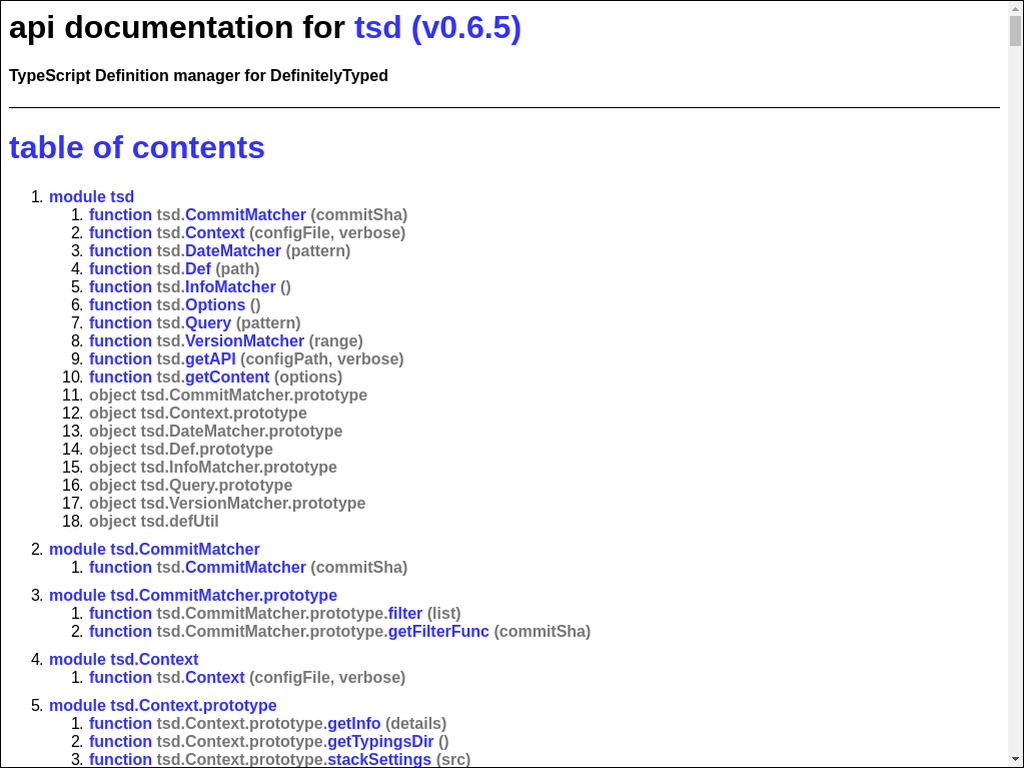 api documentation for tsd (v0.6.5)
TypeScript Definition manager for DefinitelyTyped
table of contents
1. module tsd
1. function tsd.CommitMatcher (commitSha)
2. function tsd.Context (configFile, verbose)
3. function tsd.DateMatcher (pattern)
4. function tsd.Def (path)
5. function tsd.InfoMatcher ()
6. function tsd.Options ()
7. function tsd.Query (pattern)
8. function tsd.VersionMatcher (range)
9. function tsd.getAPI (configPath, verbose)
10. function tsd.getContent (options)
11. object tsd.CommitMatcher.prototype
12. object tsd.Context.prototype
13. object tsd.DateMatcher.prototype
14. object tsd.Def.prototype
15. object tsd.InfoMatcher.prototype
16. object tsd.Query.prototype
17. object tsd.VersionMatcher.prototype
18. object tsd.defUtil
2. module tsd.CommitMatcher
1. function tsd.CommitMatcher (commitSha)
3. module tsd.CommitMatcher.prototype
1. function tsd.CommitMatcher.prototype.filter (list)
2. function tsd.CommitMatcher.prototype.getFilterFunc (commitSha)
4. module tsd.Context
1. function tsd.Context (configFile, verbose)
5. module tsd.Context.prototype
1. function tsd.Context.prototype.getInfo (details)
2. function tsd.Context.prototype.getTypingsDir ()
3. function tsd.Context.prototype.stackSettings (src)